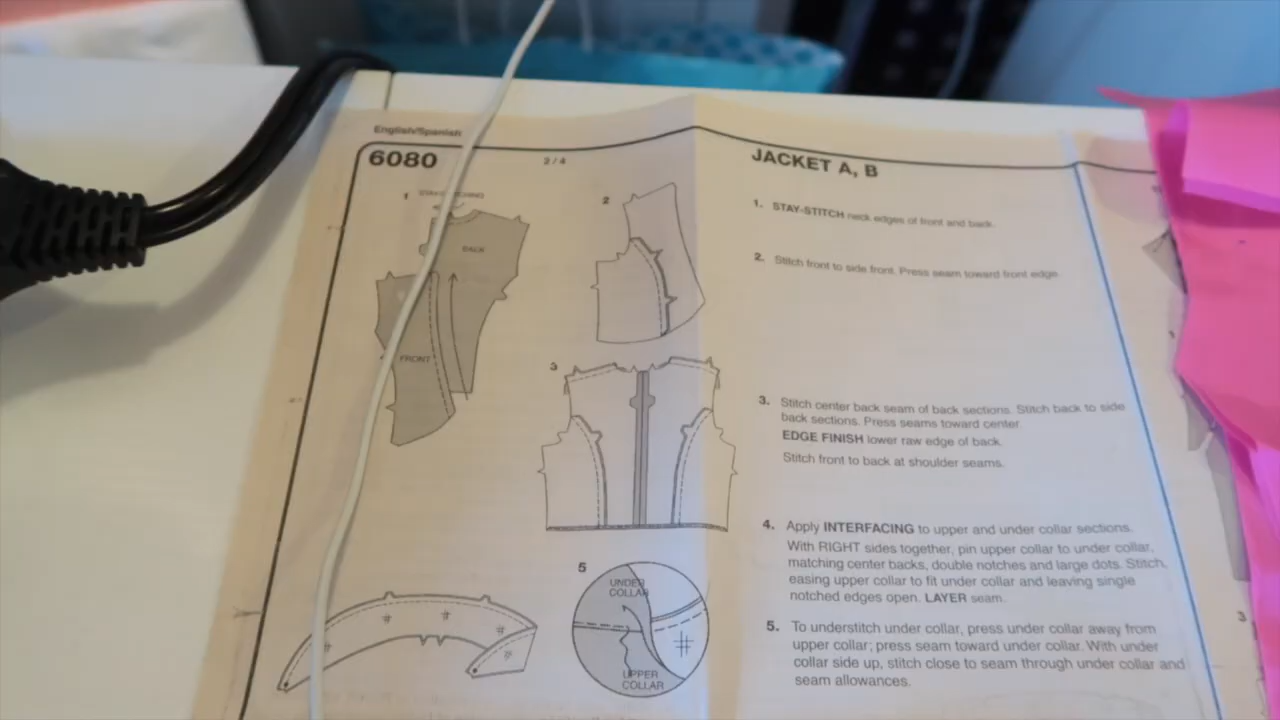 English/Spanish
6080
2 / 4
JACKET A, B
1
BACK
FRONT
2
3
5
UNDER
COLLAR
UPPER
COLLAR
1. STAY-STITCH neck edges of front and back.
2. Stitch front to side front. Press seam toward front edge.
3. Stitch center back seam of back sections. Stitch back to side
back sections. Press seams toward center.
EDGE FINISH lower raw edge of back.
Stitch front to back at shoulder seams.
4. Apply INTERFACING to upper and under collar sections.
With RIGHT sides together, pin upper collar to under collar,
matching center backs, double notches and large dots. Stitch,
easing upper collar to fit under collar and leaving single
notched edges open. LAYER seam.
5. To understitch under collar, press under collar away from
upper collar; press seam toward under collar. With under
collar side up, stitch close to seam through under collar and
seam allowances.
3